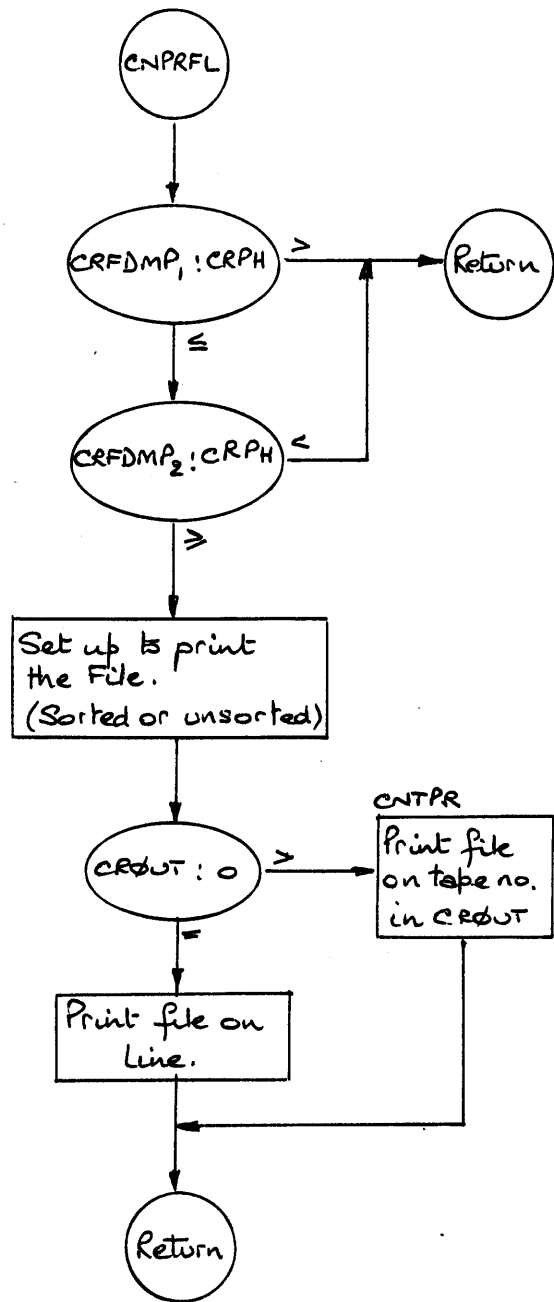 CNPRFL
CRFDMP₁ : CRPH
>
Return
≤
CRFDMP₂ : CRPH
<
≥
Set up to print
the File.
(Sorted or unsorted)
CRØUT : 0
>
CNTPR
Print file
on tape no.
in CRØUT
=
Print file on
Line.
Return